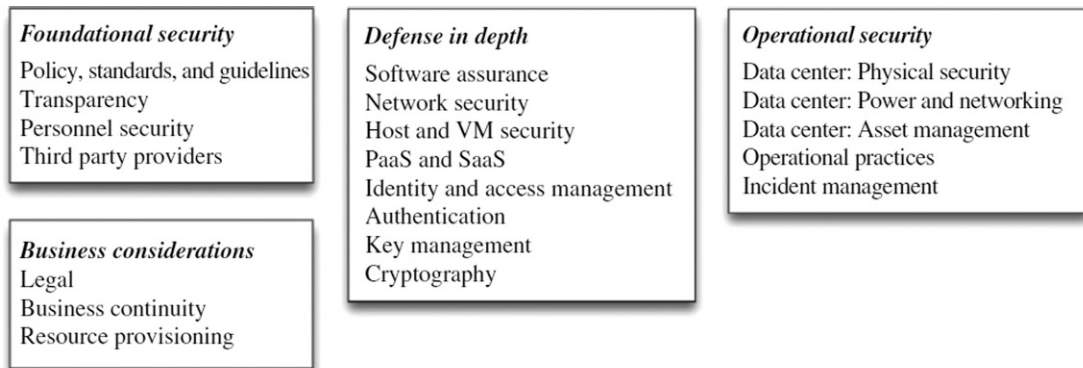 Foundational security
Policy, standards, and guidelines
Transparency
Personnel security
Third party providers
Business considerations
Legal
Business continuity
Resource provisioning
Defense in depth
Software assurance
Network security
Host and VM security
PaaS and SaaS
Identity and access management
Authentication
Key management
Cryptography
Operational security
Data center: Physical security
Data center: Power and networking
Data center: Asset management
Operational practices
Incident management